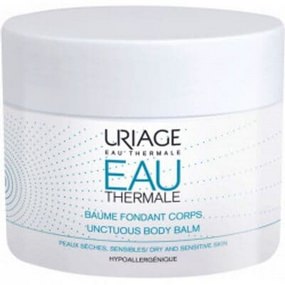 URIAGE
EAU THERMALE
EAU
THERMALE
BAUME FONDANT CORPS
UNCTUOUS BODY BALM
PEAUX SÈCHES, SENSIBLES/ DRY AND SENSITIVE SKIN
HYPOALLERGÉNIQUE